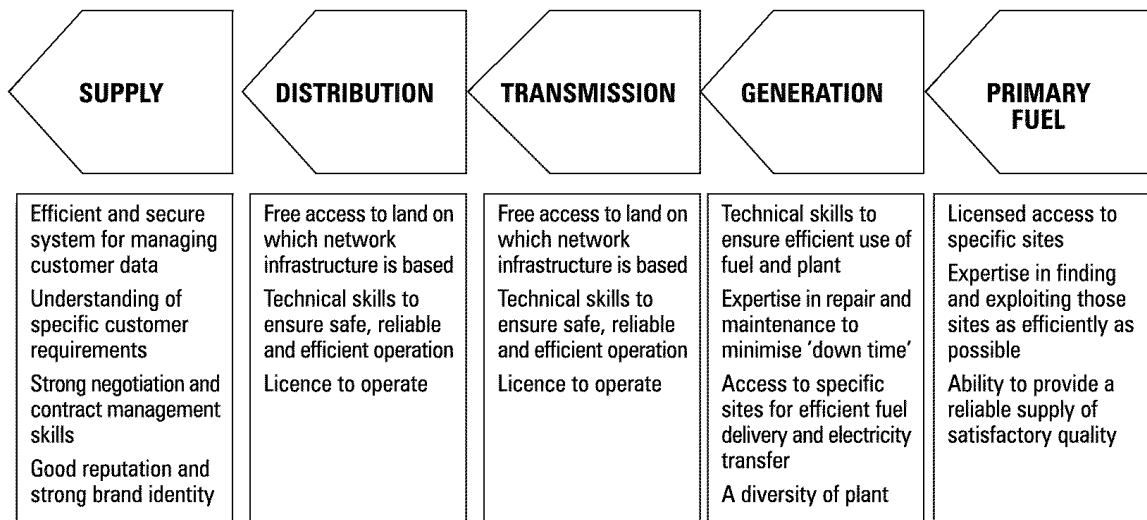 SUPPLY
DISTRIBUTION
TRANSMISSION
GENERATION
PRIMARY
FUEL
Efficient and secure
system for managing
customer data
Understanding of
specific customer
requirements
Strong negotiation and
contract management
skills
Good reputation and
strong brand identity
Free access to land on
which network
infrastructure is based
Technical skills to
ensure safe, reliable
and efficient operation
Licence to operate
Free access to land on
which network
infrastructure is based
Technical skills to
ensure safe, reliable
and efficient operation
Licence to operate
Technical skills to
ensure efficient use of
fuel and plant
Expertise in repair and
maintenance to
minimise 'down time'
Access to specific
sites for efficient fuel
delivery and electricity
transfer
A diversity of plant
Licensed access to
specific sites
Expertise in finding
and exploiting those
sites as efficiently as
possible
Ability to provide a
reliable supply of
satisfactory quality